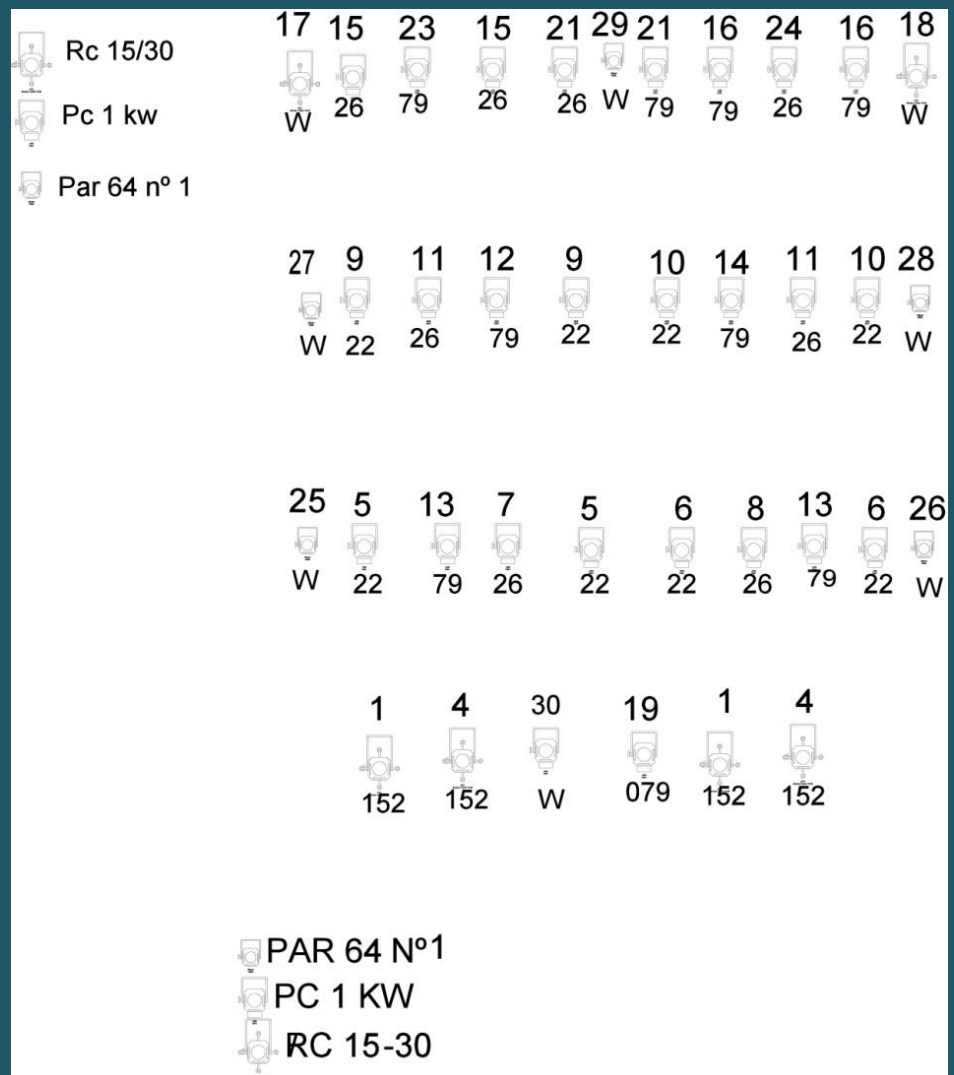 Rc 15/30
Pc 1 kw
Par 64 nº 1
17 15 23 15 21 29 21 16 24 16 18
W 26 79 26 26 W 79 79 26 79 W
27 9 11 12 9 10 14 11 10 28
W 22 26 79 22 22 79 26 22 W
25 5 13 7 5 6 8 13 6 26
W 22 79 26 22 22 26 79 22 W
1 4 30 19 1 4
152 152 W 079 152 152
PAR 64 Nº1
PC 1 KW
RC 15-30